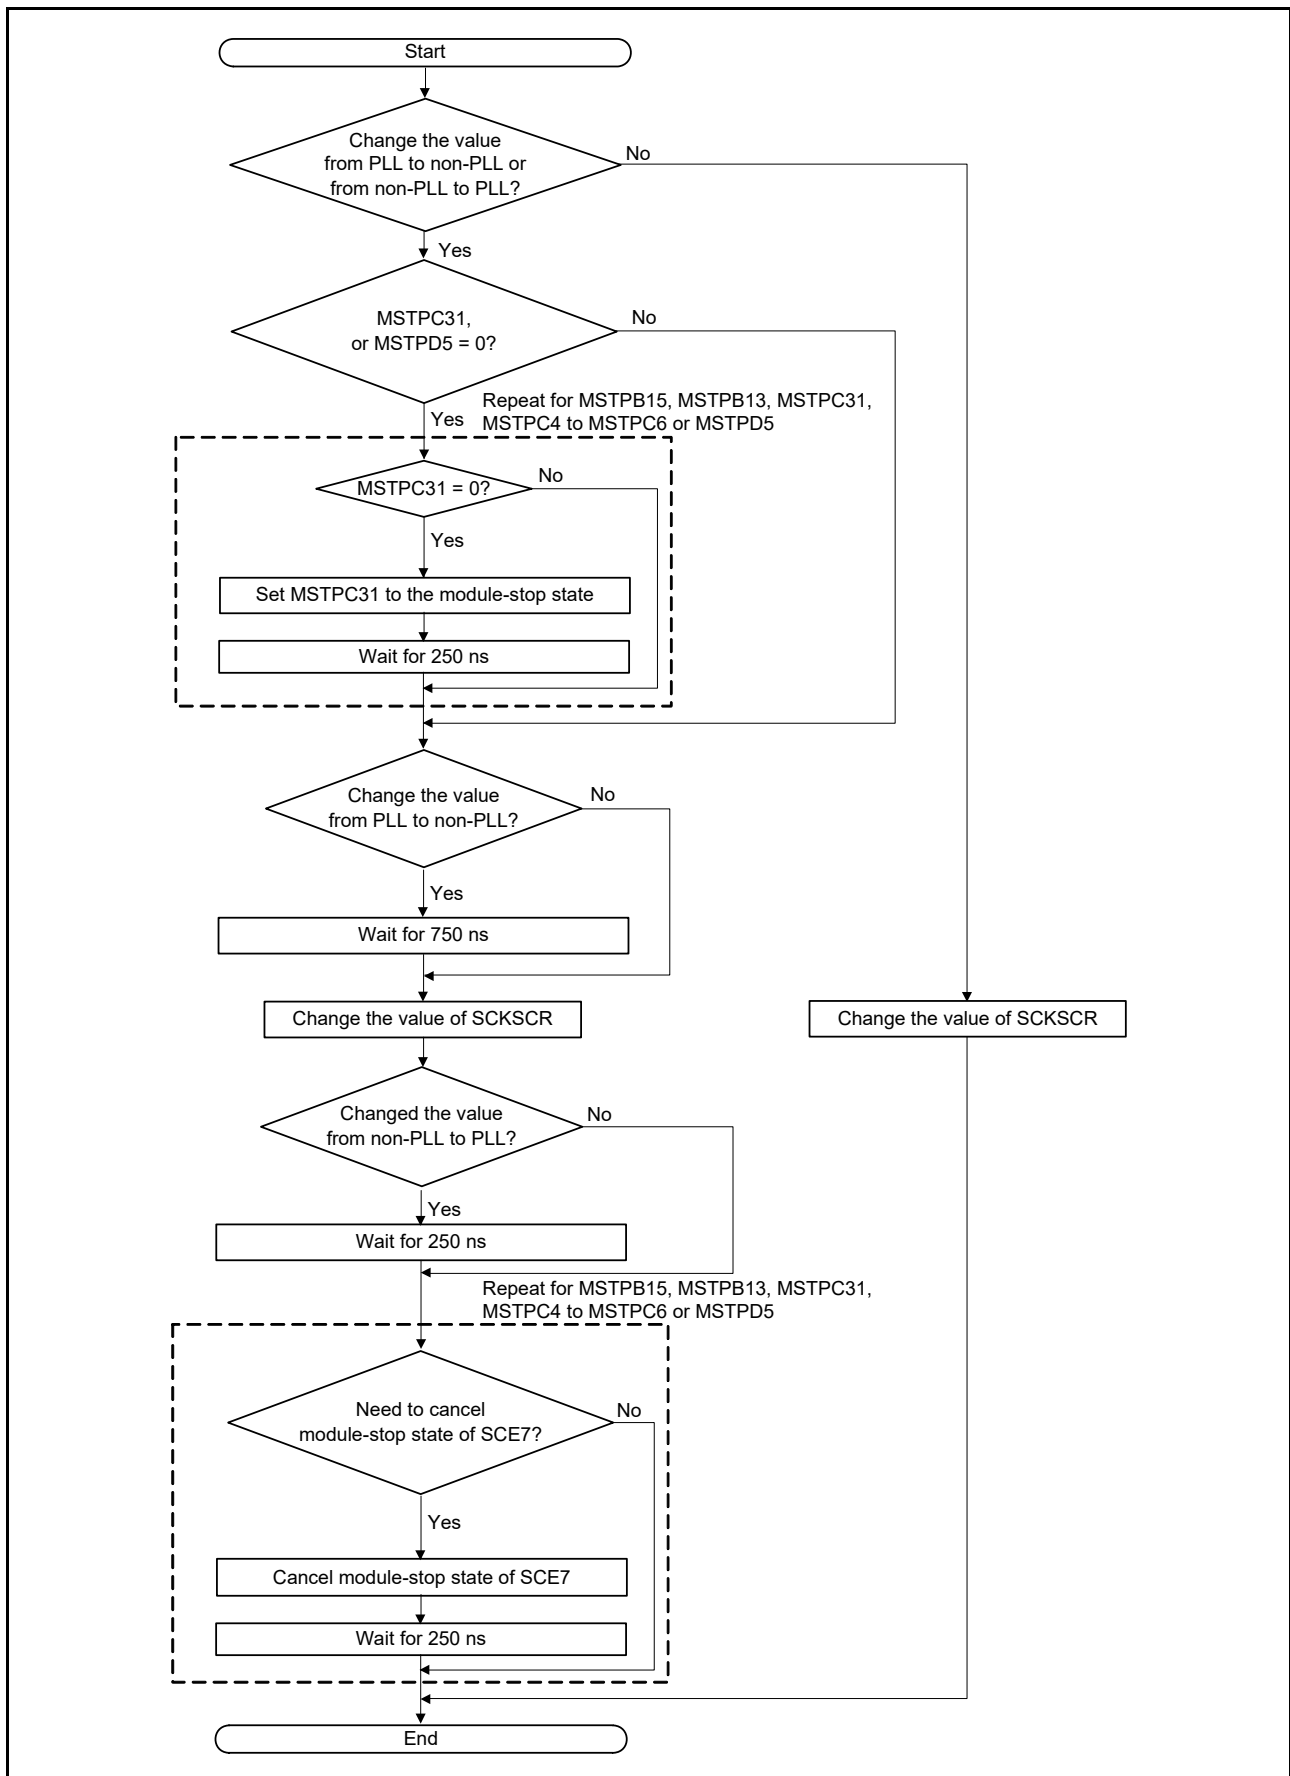 Start
Change the value
from PLL to non-PLL or
from non-PLL to PLL?
No
Yes
MSTPC31,
or MSTPD5 = 0?
No
Yes
Repeat for MSTPB15, MSTPB13, MSTPC31,
MSTPC4 to MSTPC6 or MSTPD5
MSTPC31 = 0?
No
Yes
Set MSTPC31 to the module-stop state
Wait for 250 ns
Change the value
from PLL to non-PLL?
No
Yes
Wait for 750 ns
Change the value of SCKSCR
Change the value of SCKSCR
Changed the value
from non-PLL to PLL?
No
Yes
Wait for 250 ns
Repeat for MSTPB15, MSTPB13, MSTPC31,
MSTPC4 to MSTPC6 or MSTPD5
Need to cancel
module-stop state of SCE7?
No
Yes
Cancel module-stop state of SCE7
Wait for 250 ns
End